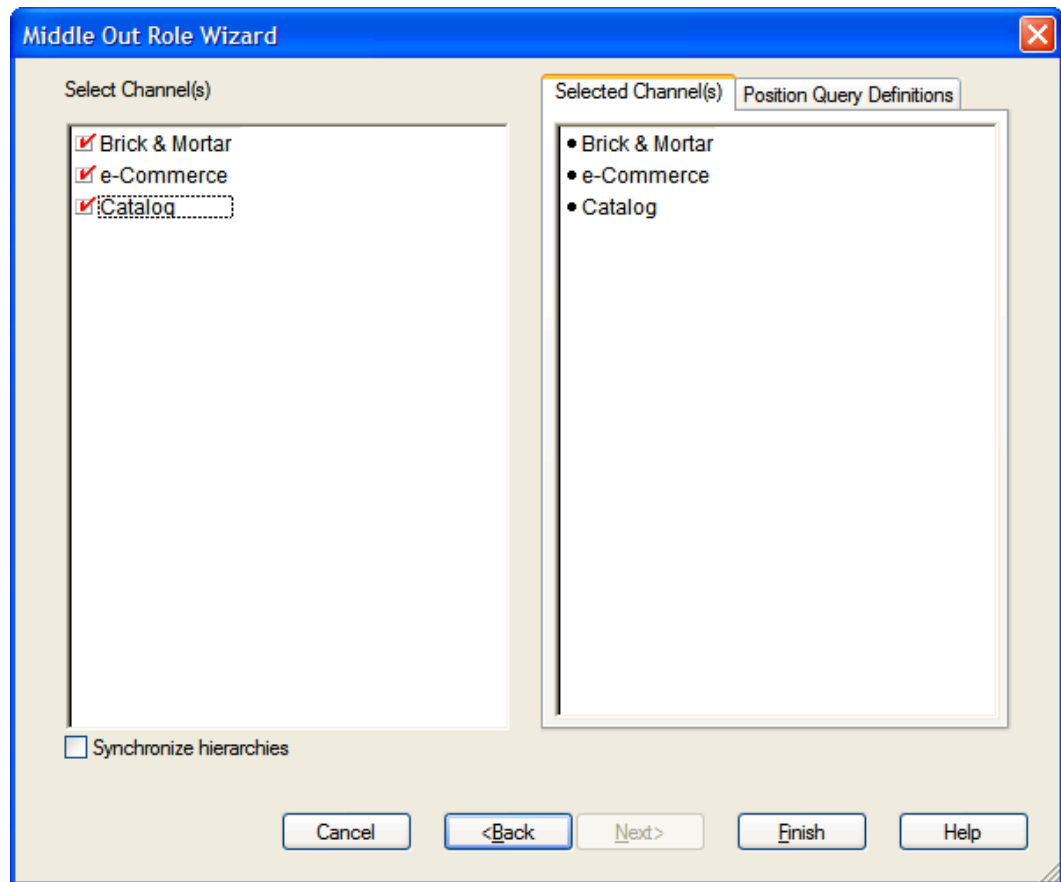 Middle Out Role Wizard
Select Channel(s)
Brick & Mortar
e-Commerce
Catalog
Selected Channel(s) Position Query Definitions
• Brick & Mortar
• e-Commerce
• Catalog
Synchronize hierarchies
Cancel <Back Next> Finish Help